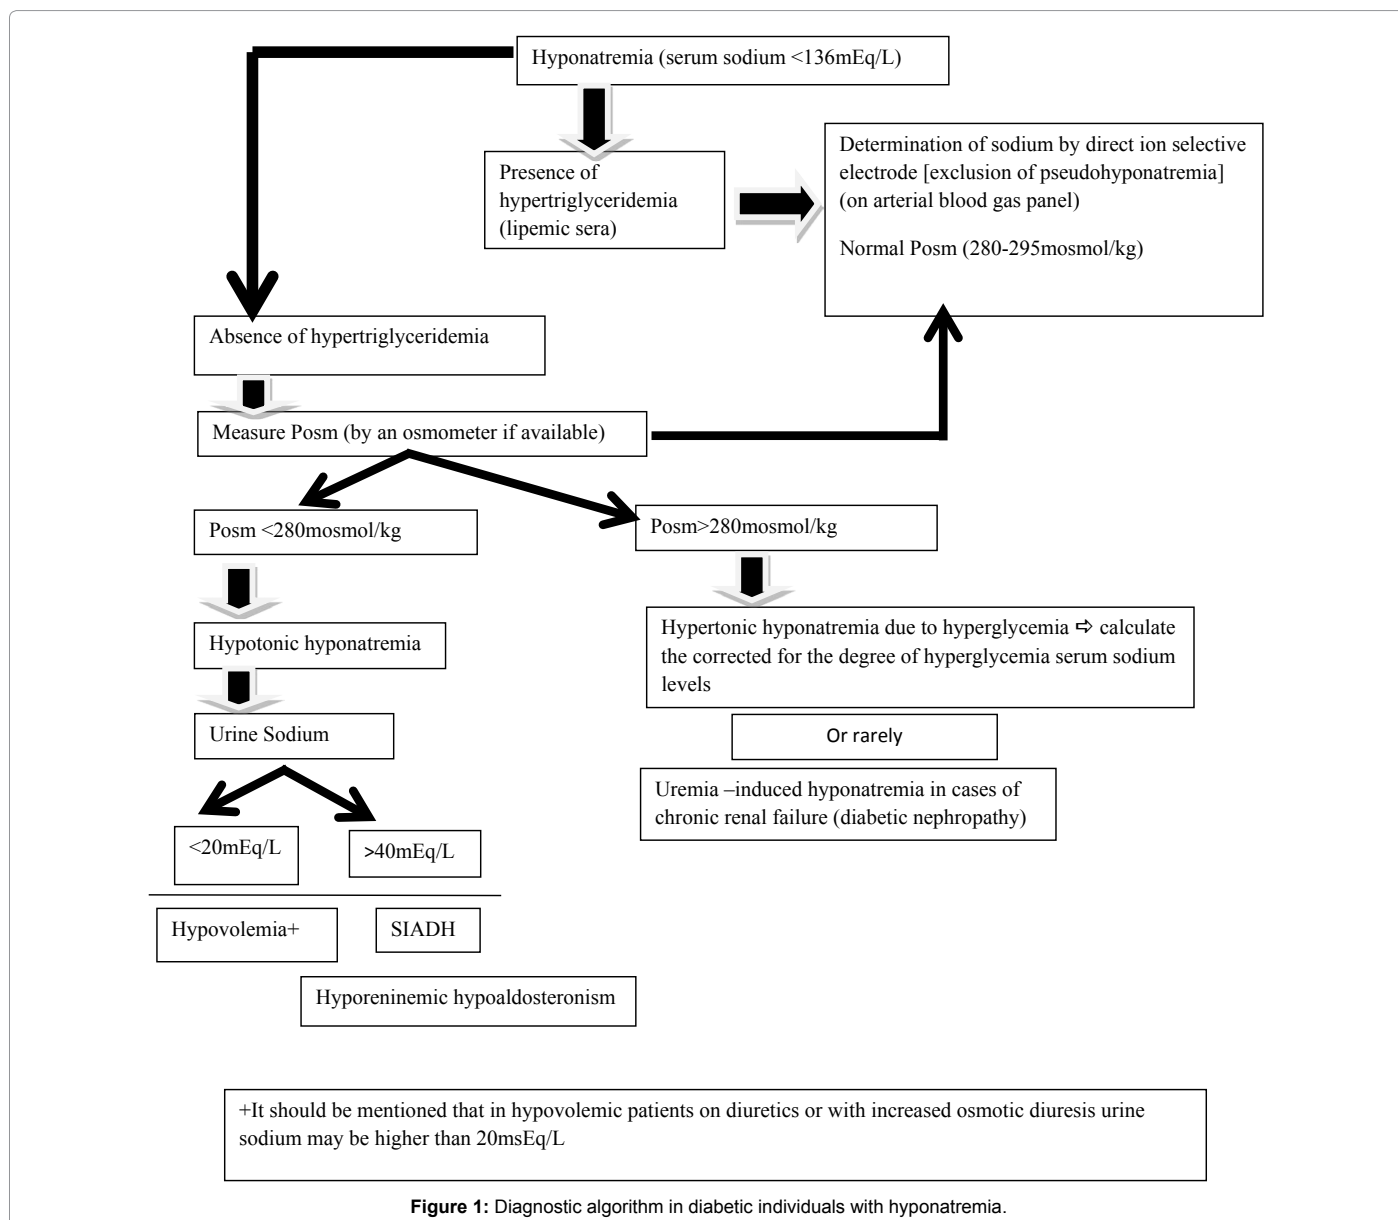 Hyponatremia (serum sodium <136mEq/L)
Presence of
hypertriglyceridemia
(lipemic sera)
Determination of sodium by direct ion selective
electrode [exclusion of pseudohyponatremia]
(on arterial blood gas panel)
Normal Posm (280-295mosmol/kg)
Absence of hypertriglyceridemia
Measure Posm (by an osmometer if available)
Posm <280mosmol/kg
Posm>280mosmol/kg
Hypotonic hyponatremia
Hypertonic hyponatremia due to hyperglycemia ⇨ calculate
the corrected for the degree of hyperglycemia serum sodium
levels
Urine Sodium
Or rarely
Uremia –induced hyponatremia in cases of
chronic renal failure (diabetic nephropathy)
<20mEq/L
>40mEq/L
Hypovolemia+
SIADH
Hyporeninemic hypoaldosteronism
+It should be mentioned that in hypovolemic patients on diuretics or with increased osmotic diuresis urine
sodium may be higher than 20msEq/L
Figure 1: Diagnostic algorithm in diabetic individuals with hyponatremia.